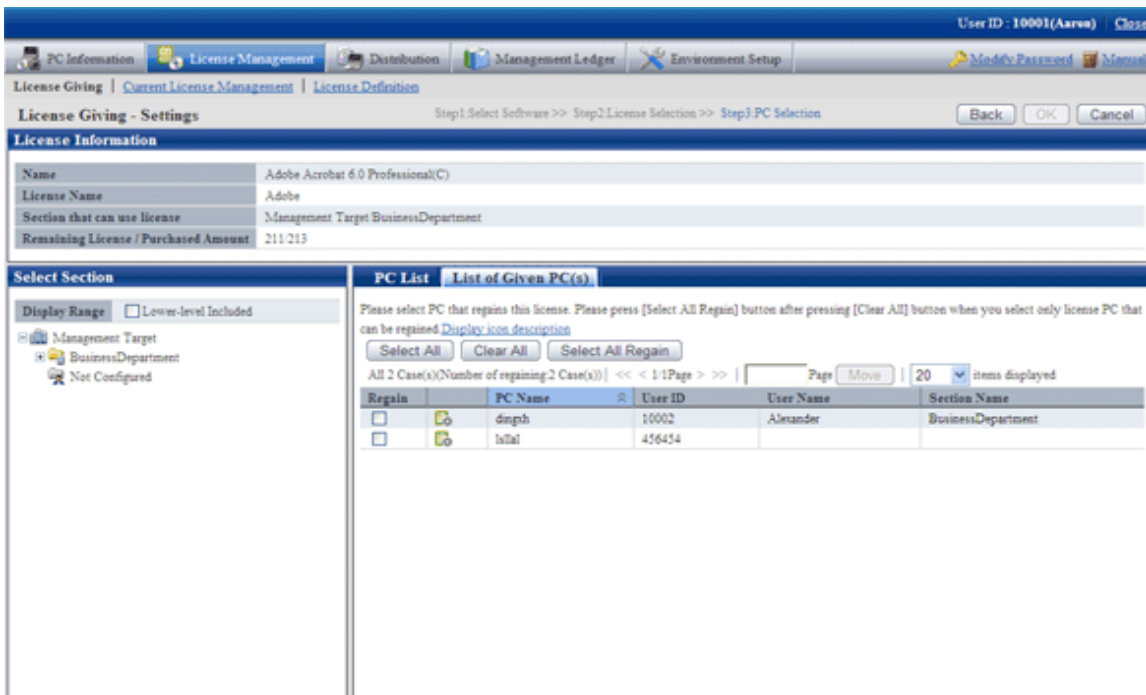 User ID : 10001(Aaron) Close
PC Information License Management Distribution Management Ledger Environment Setup Modify Password Manual
License Giving | Current License Management | License Definition
License Giving - Settings Step1:Select Software >> Step2:License Selection >> Step3:PC Selection Back OK Cancel
License Information
Name Adobe Acrobat 6.0 Professional(C)
License Name Adobe
Section that can use license Management Target\BusinessDepartment
Remaining License / Purchased Amount 211/213
Select Section PC List List of Given PC(s)
Display Range Lower-level Included
Management Target
BusinessDepartment
Not Configured
Please select PC that regains this license. Please press [Select All Regain] button after pressing [Clear All] button when you select only license PC that
can be regained.Display icon description
Select All Clear All Select All Regain
All 2 Case(s)(Number of regaining:2 Case(s)) | << < 1/1Page > >> | Page Move | 20 items displayed
Regain PC Name User ID User Name Section Name
10002 Alexander BusinessDepartment
456454